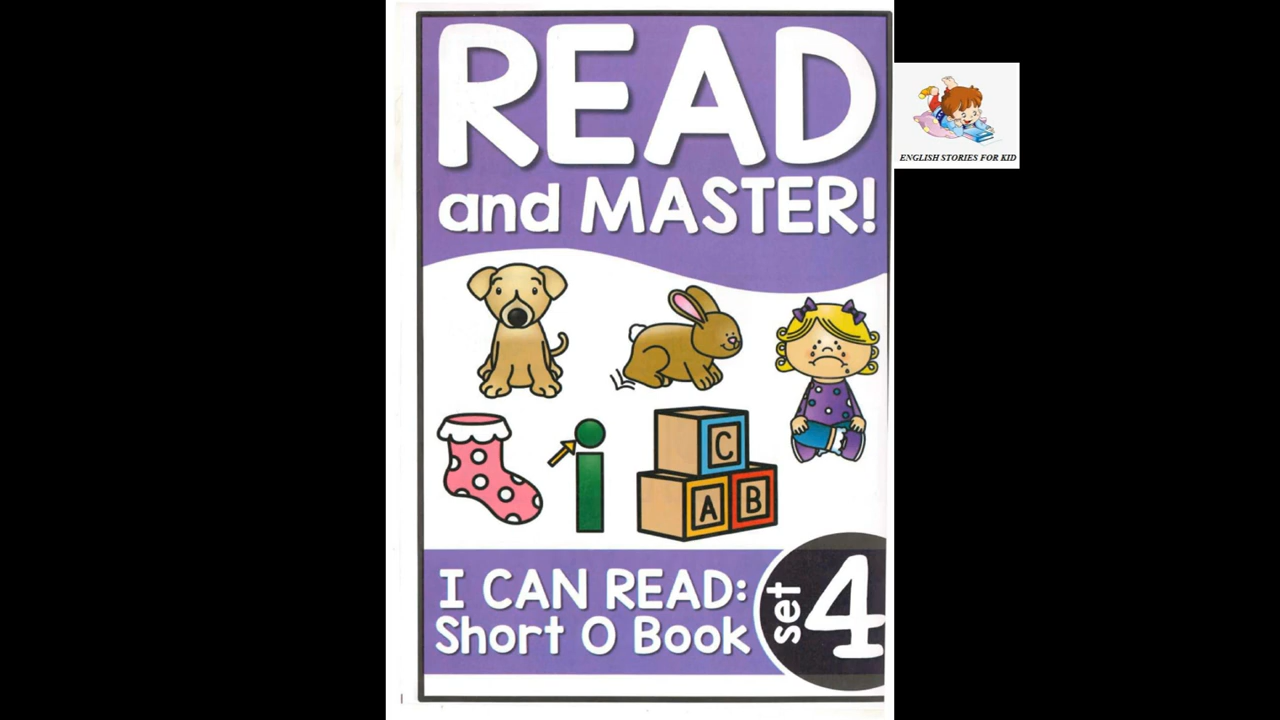 READ
and MASTER!
ENGLISH STORIES FOR KID
i
C
A
B
I CAN READ:
Short O Book
set
4